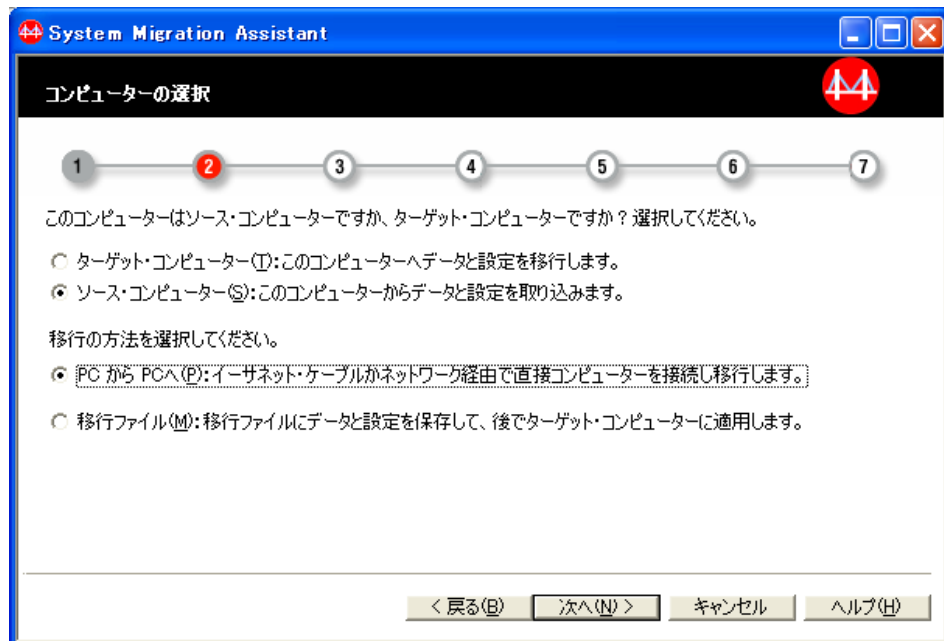 System Migration Assistant
コンピューターの選択
1 2 3 4 5 6 7
このコンピューターはソース・コンピューターですか、ターゲット・コンピューターですか？選択してください。
ターゲット・コンピューター(T):このコンピューターへデータと設定を移行します。
ソース・コンピューター(S):このコンピューターからデータと設定を取り込みます。
移行の方法を選択してください。
PC から PCへ(P):イーサネット・ケーブルかネットワーク経由で直接コンピューターを接続し移行します。
移行ファイル(M):移行ファイルにデータと設定を保存して、後でターゲット・コンピューターに適用します。
< 戻る(B) 次へ(N) > キャンセル ヘルプ(H)